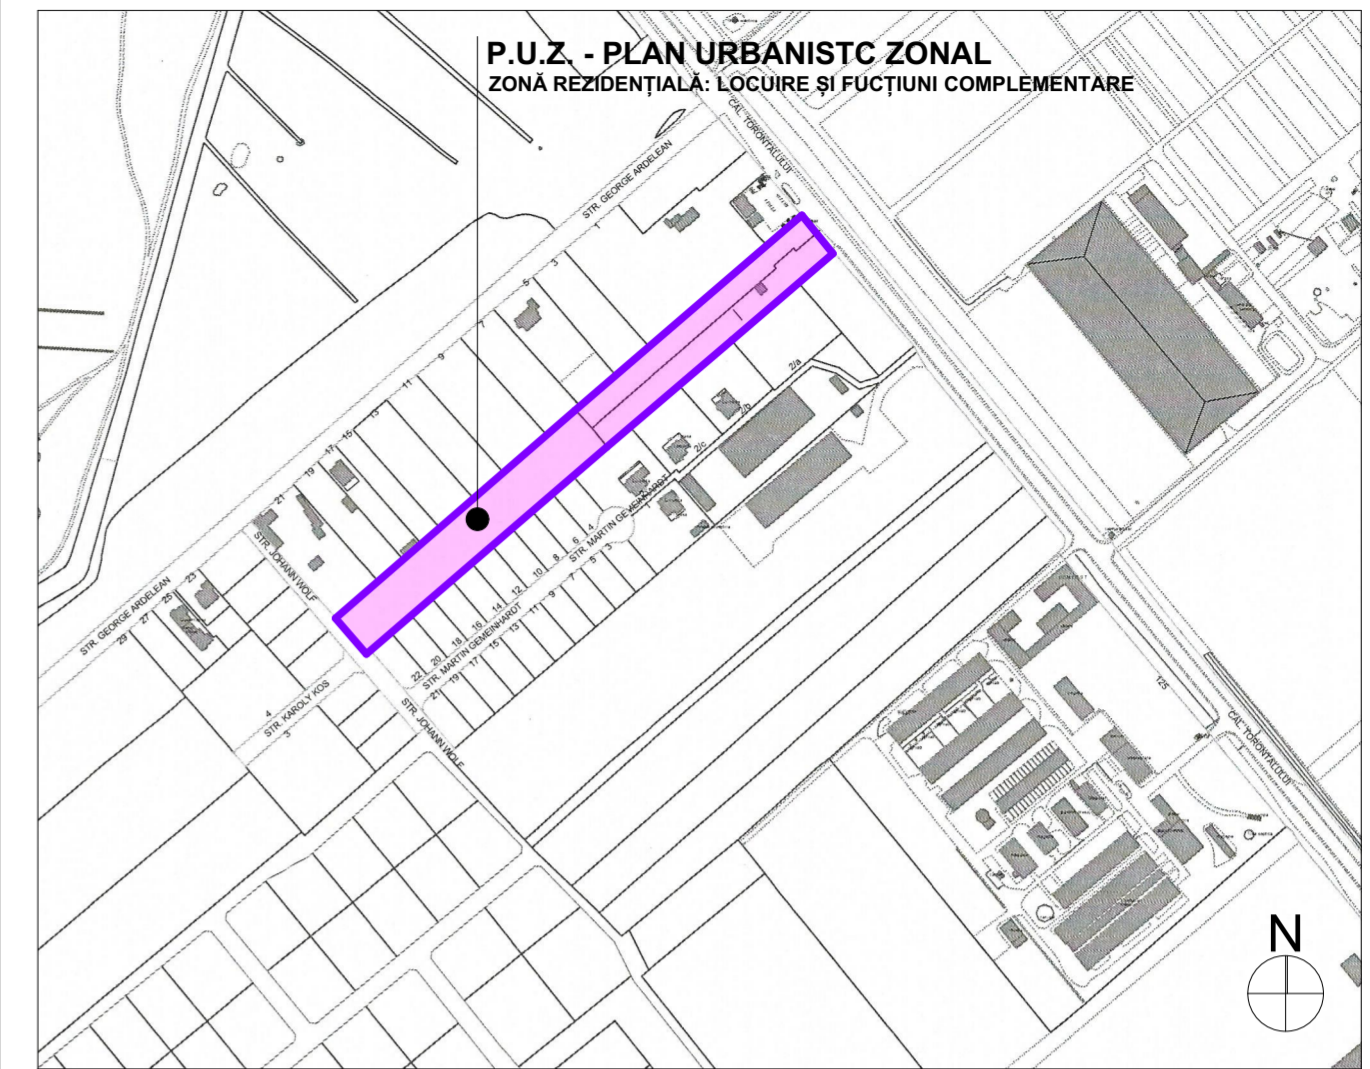 P.U.Z. - PLAN URBANISTC ZONAL
ZONĂ REZIDENȚIALĂ: LOCUIRE ȘI FUCȚIUNI COMPLEMENTARE
CAL. TORONTALULUI
STR. GEORGE ARDELEAN
1
3
5
7
9
11
13
15
17
19
21
2/a
2/b
2/c
STR. JOHANN WOLF
STR. MARTIN GEMEINHARDT
1
3
5
7
9
11
13
15
17
19
21
4
6
8
10
12
14
16
18
20
22
STR. MARTIN GEMEINHARDT
23
25
27
29
STR. GEORGE ARDELEAN
STR. KAROLY KOS
4
3
STR. JOHANN WOLF
125
CAL. TORONTALULUI
N